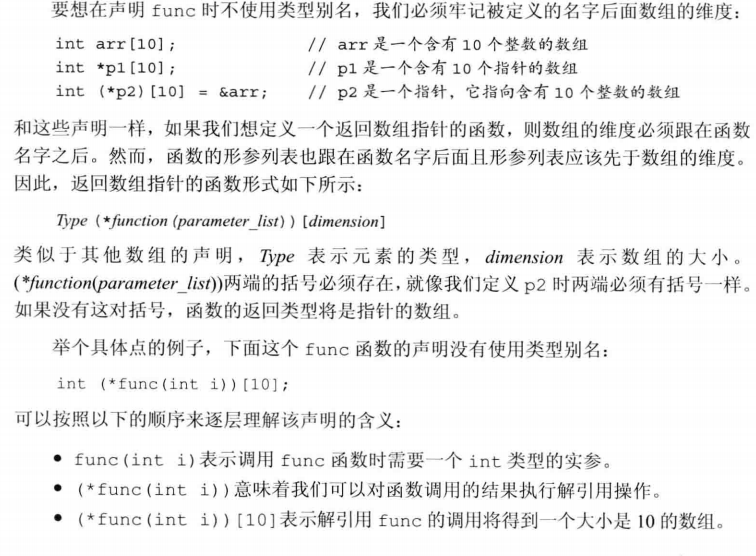 要想在声明 func 时不使用类型别名，我们必须牢记被定义的名字后面数组的维度：
int arr[10]; // arr 是一个含有 10 个整数的数组
int *p1[10]; // p1 是一个含有 10 个指针的数组
int (*p2)[10] = &arr; // p2 是一个指针，它指向含有 10 个整数的数组
和这些声明一样，如果我们想定义一个返回数组指针的函数，则数组的维度必须跟在函数
名字之后。然而，函数的形参列表也跟在函数名字后面且形参列表应该先于数组的维度。
因此，返回数组指针的函数形式如下所示：
Type (*function (parameter_list)) [dimension]
类似于其他数组的声明，Type 表示元素的类型，dimension 表示数组的大小。
(*function(parameter_list))两端的括号必须存在，就像我们定义 p2 时两端必须有括号一样。
如果没有这对括号，函数的返回类型将是指针的数组。
举个具体点的例子，下面这个 func 函数的声明没有使用类型别名：
int (*func(int i))[10];
可以按照以下的顺序来逐层理解该声明的含义：
● func(int i)表示调用 func 函数时需要一个 int 类型的实参。
● (*func(int i))意味着我们可以对函数调用的结果执行解引用操作。
● (*func(int i))[10]表示解引用 func 的调用将得到一个大小是 10 的数组。